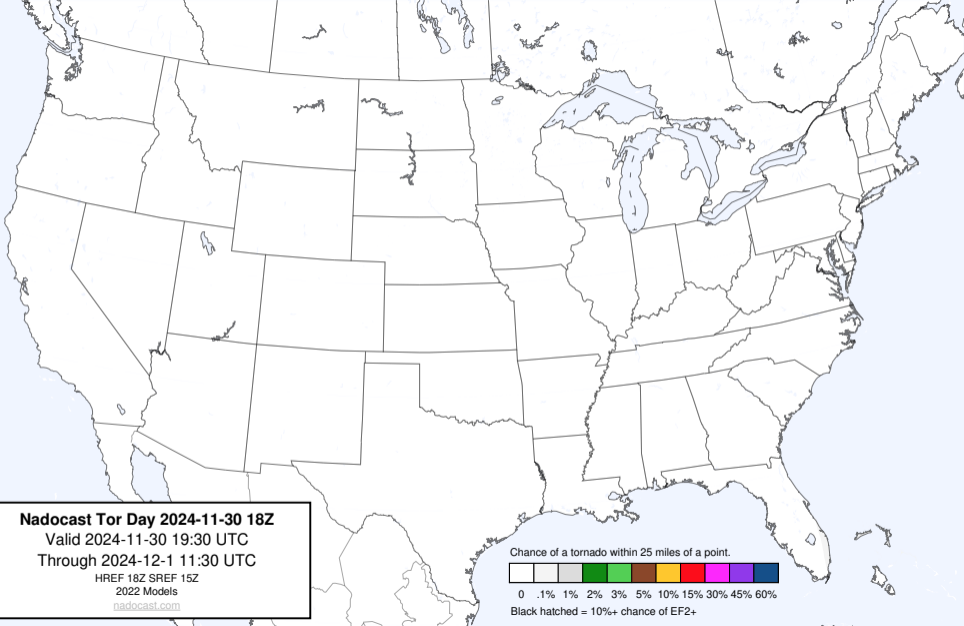 Nadocast Tor Day 2024-11-30 18Z
Valid 2024-11-30 19:30 UTC
Through 2024-12-1 11:30 UTC
HREF 18Z SREF 15Z
2022 Models
nadocast.com
Chance of a tornado within 25 miles of a point.
0 .1% 1% 2% 3% 5% 10% 15% 30% 45% 60%
Black hatched = 10%+ chance of EF2+